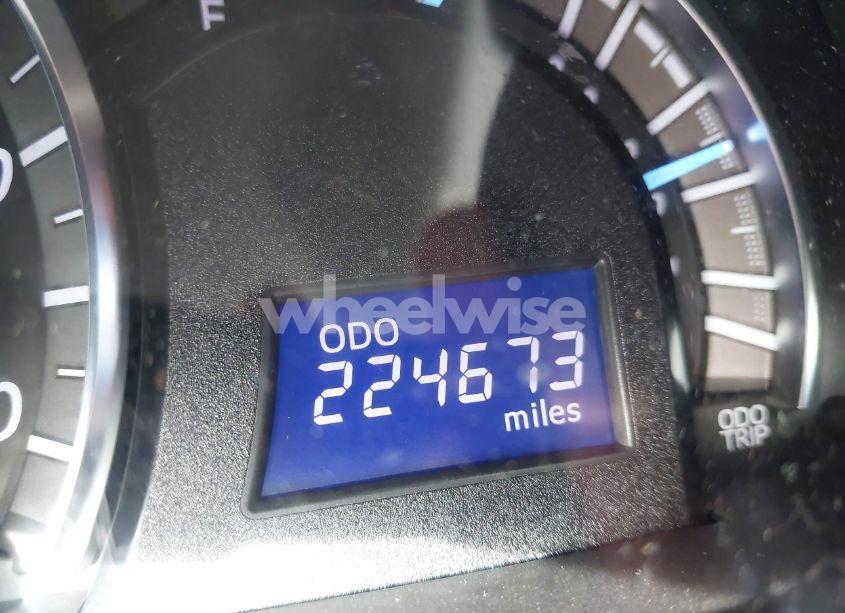 F
wheelwise
ODO
224673
miles
ODO
TRIP